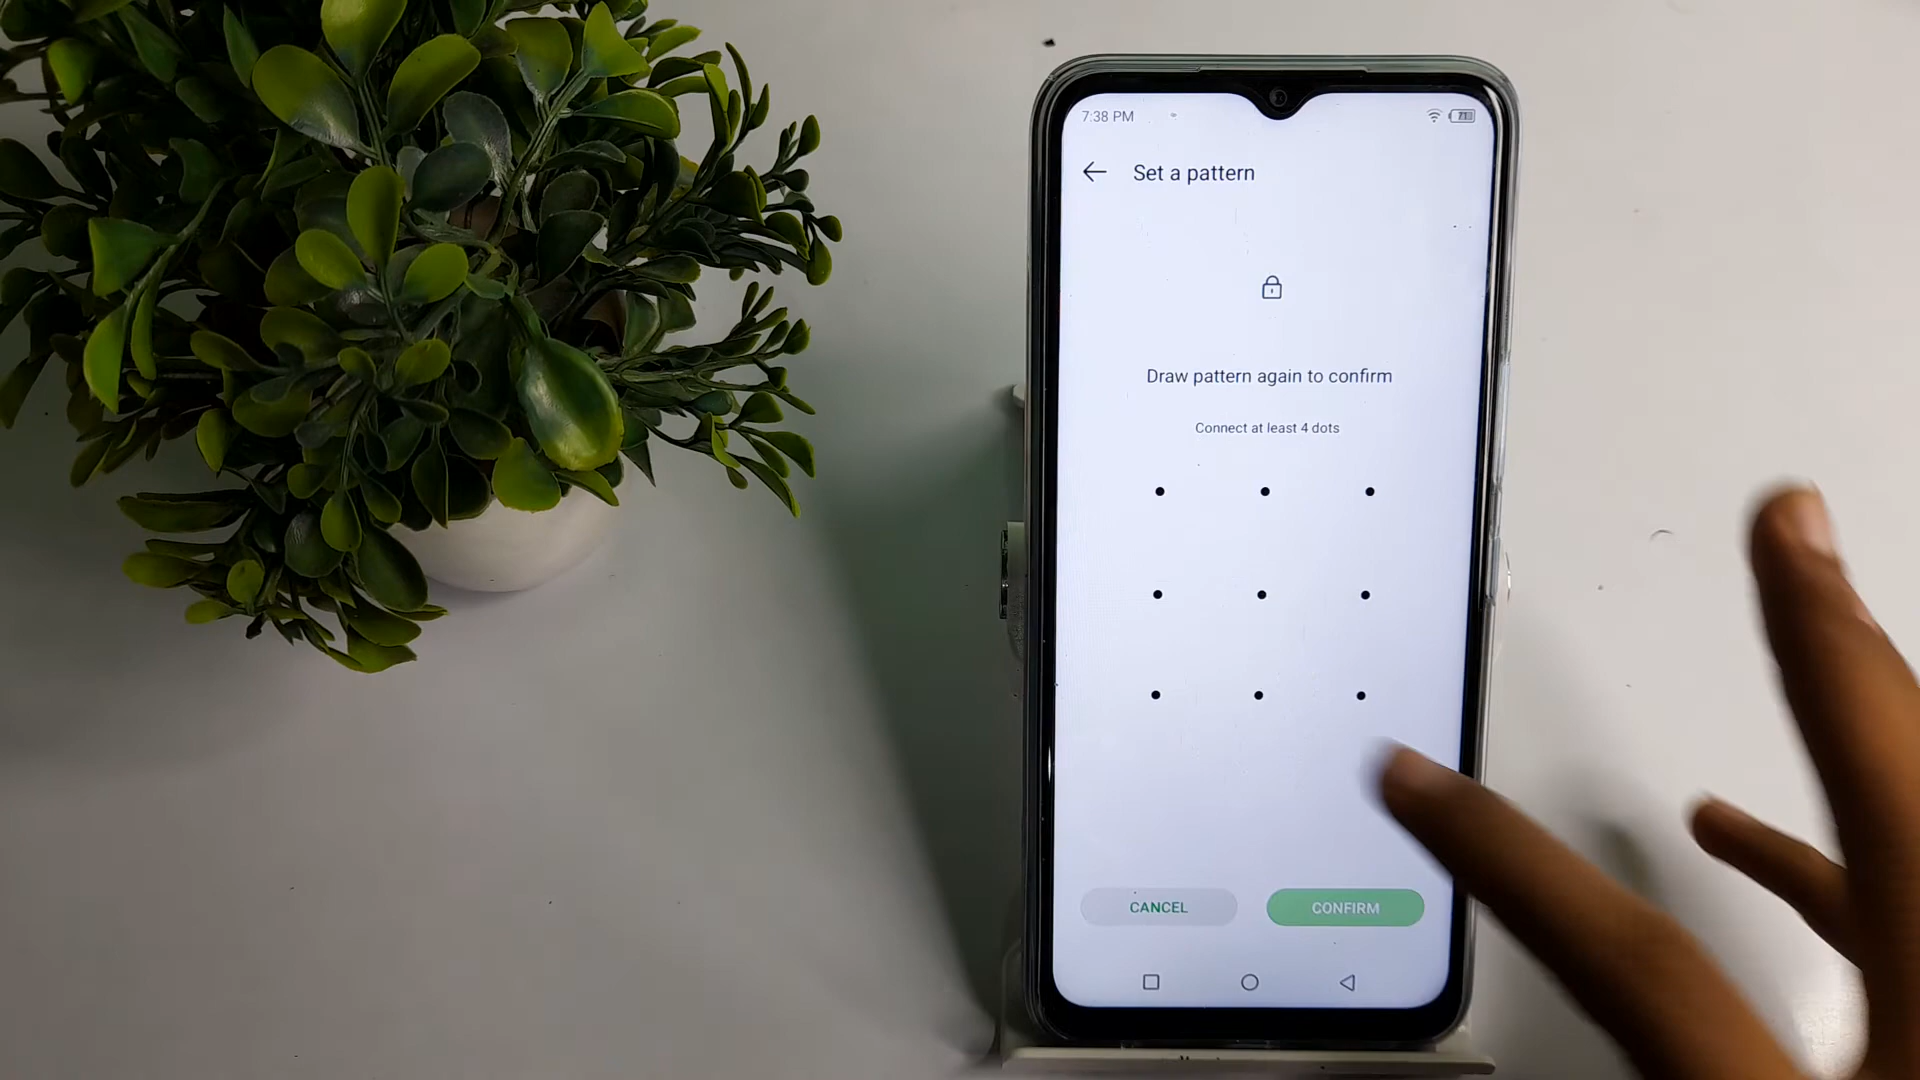 7:38 PM
Set a pattern
Draw pattern again to confirm
Connect at least 4 dots
CANCEL
CONFIRM